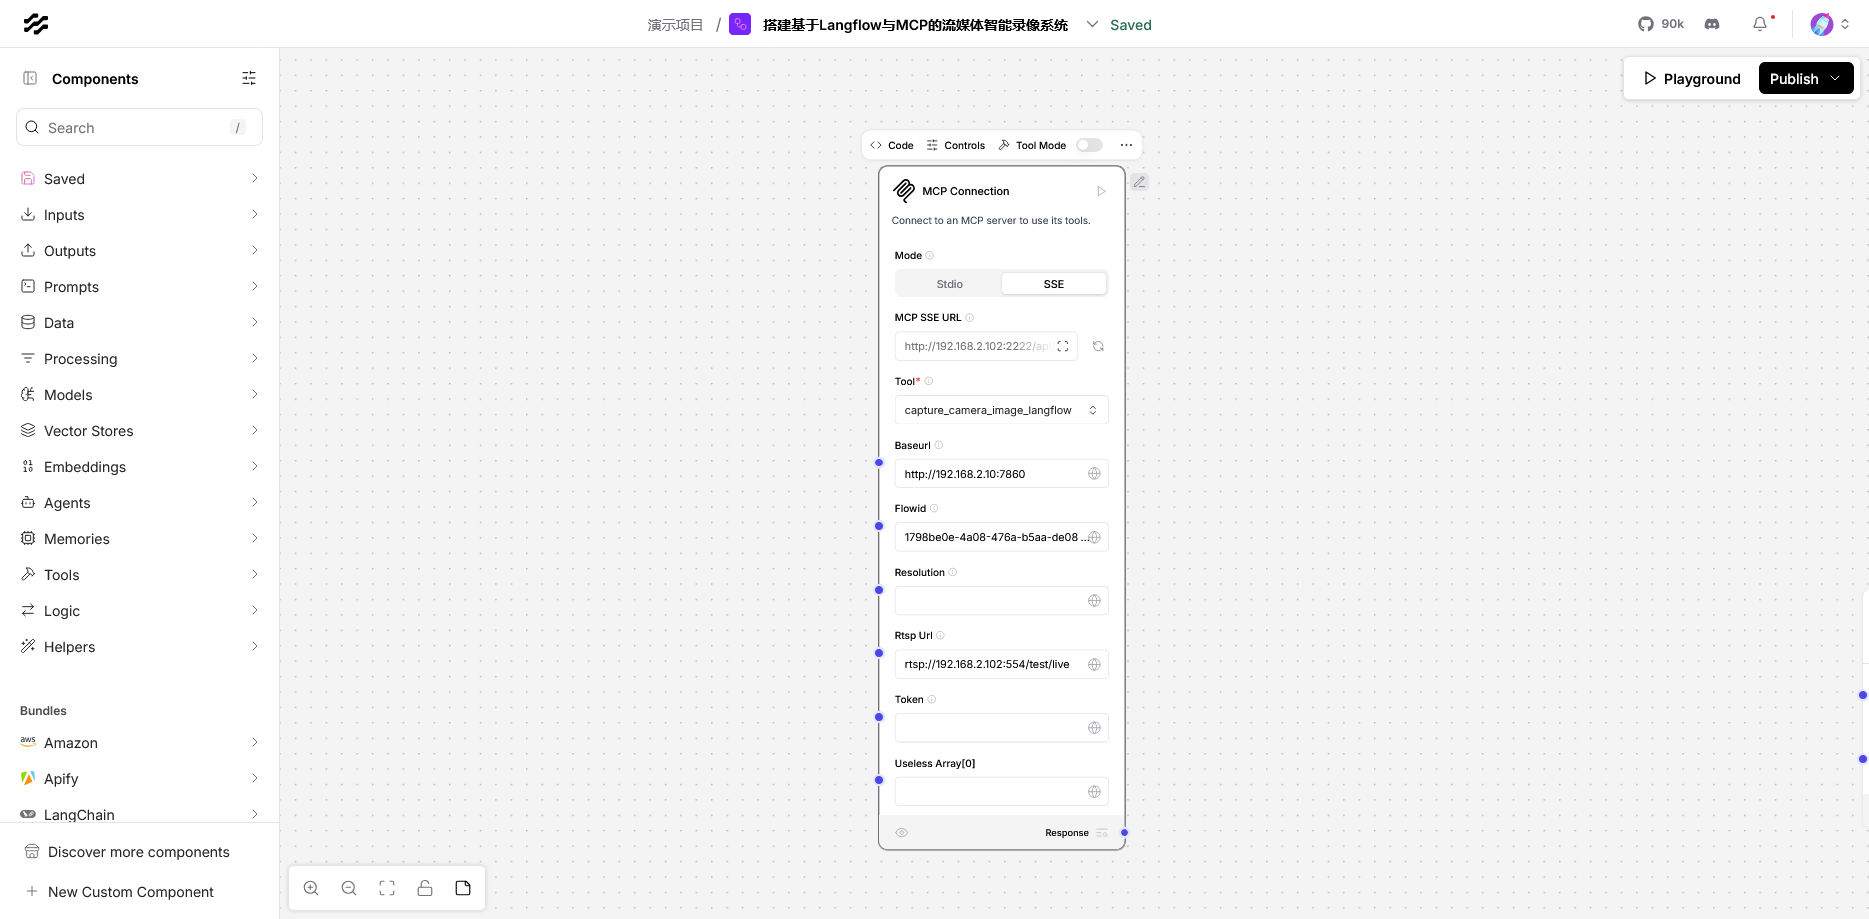 演示项目 / 搭建基于Langflow与MCP的流媒体智能录像系统 Saved
90k
Components
Playground
Publish
Search /
Saved
Inputs
Outputs
Prompts
Data
Processing
Models
Vector Stores
Embeddings
Agents
Memories
Tools
Logic
Helpers
Bundles
aws Amazon
Apify
LangChain
Discover more components
New Custom Component
Code Controls Tool Mode
MCP Connection
Connect to an MCP server to use its tools.
Mode
Stdio SSE
MCP SSE URL
http://192.168.2.102:2222/ap
Tool*
capture_camera_image_langflow
Baseurl
http://192.168.2.10:7860
Flowid
1798be0e-4a08-476a-b5aa-de08 ...
Resolution
Rtsp Url
rtsp://192.168.2.102:554/test/live
Token
Useless Array[0]
Response